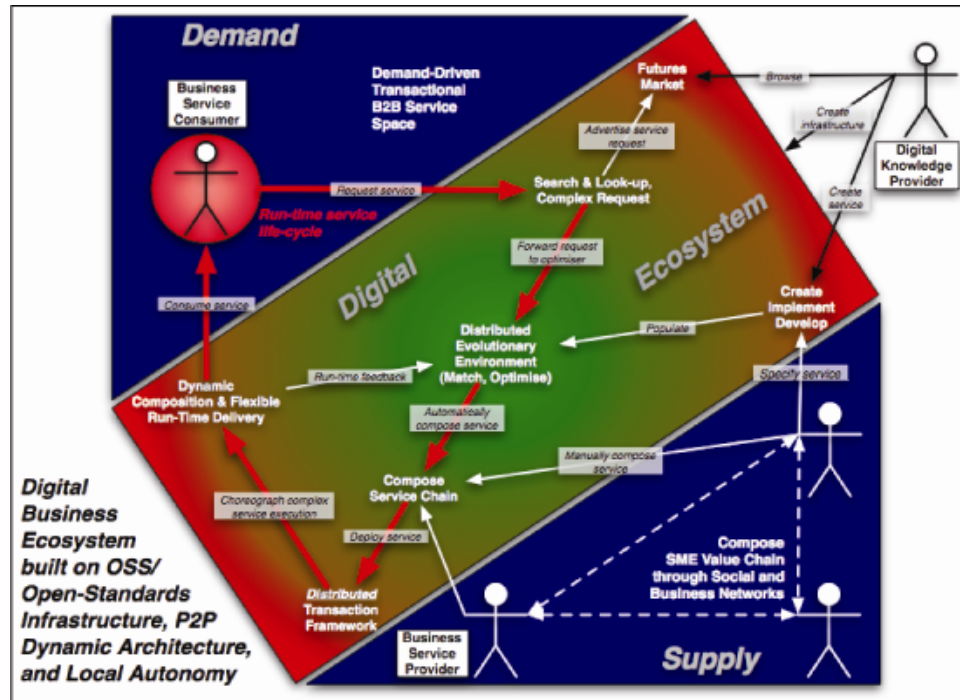 Demand
Demand-Driven
Transactional
B2B Service
Space
Business
Service
Consumer
Futures
Market
Browse
Create
infrastructure
Create
service
Digital
Knowledge
Provider
Advertise service
request
Request service
Search & Look-up,
Complex Request
Run-time service
life-cycle
Forward request
to optimiser
Digital
Ecosystem
Consume service
Create
Implement
Develop
Populate
Distributed
Evolutionary
Environment
(Match, Optimise)
Run-time feedback
Specify service
Dynamic
Composition & Flexible
Run-Time Delivery
Automatically
compose service
Manually compose
service
Compose
Service Chain
Choreograph complex
service execution
Deploy service
Distributed
Transaction
Framework
Compose
SME Value Chain
through Social and
Business Networks
Business
Service
Provider
Supply
Digital
Business
Ecosystem
built on OSS/
Open-Standards
Infrastructure, P2P
Dynamic Architecture,
and Local Autonomy